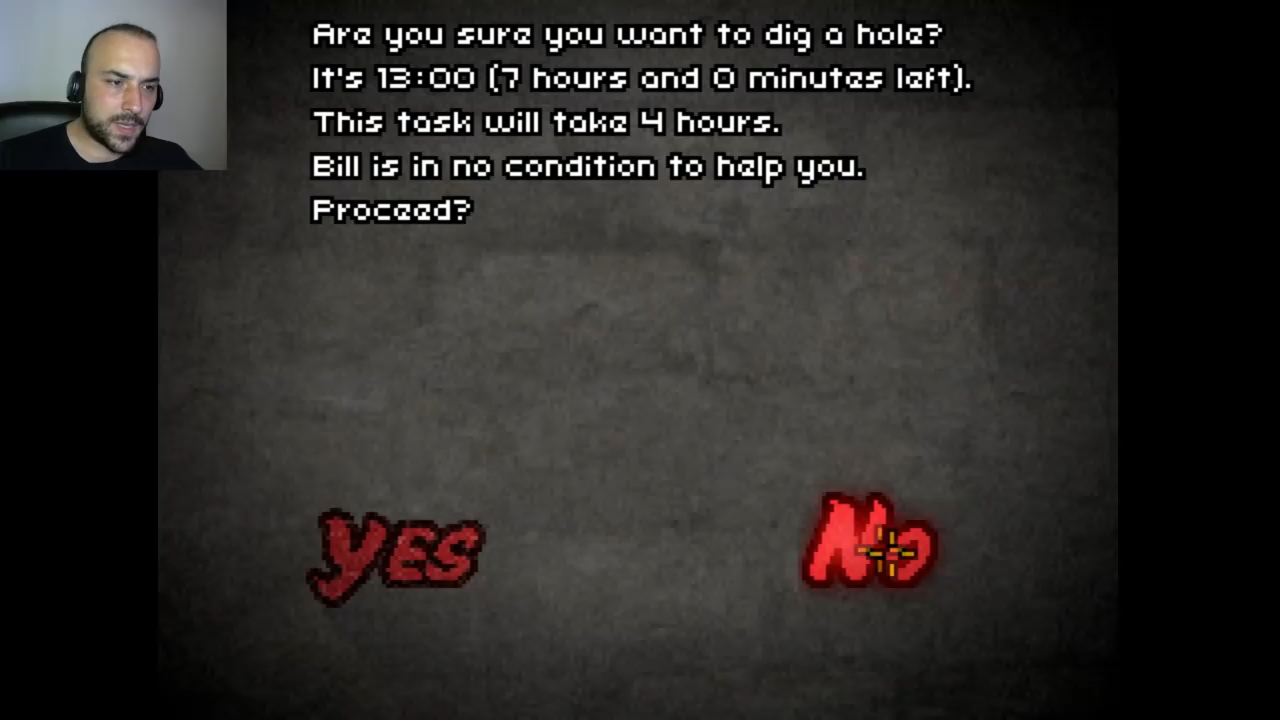 Are you sure you want to dig a hole?
It's 13:00 (7 hours and 0 minutes left).
This task will take 4 hours.
Bill is in no condition to help you.
Proceed?
Yes No